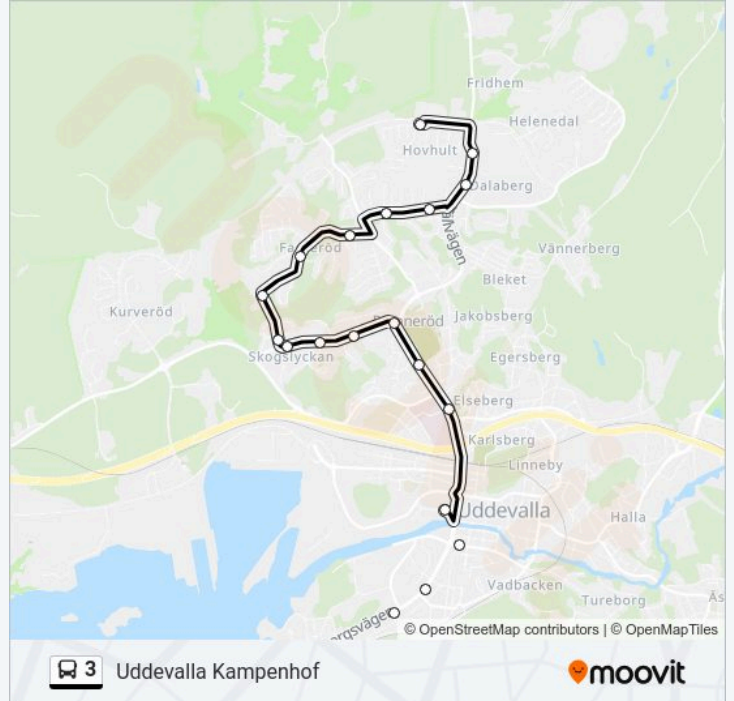 Fridhem
Helenedal
Hovhult
Dalaberg
Vännerberg
Bleket
Kurveröd
Jakobsberg
Skogslyckan
Egersberg
Elseberg
Karlsberg
Linneby
Uddevalla
Halla
Vadbacken
Tureborg
© OpenStreetMap contributors | © OpenMapTiles
3 Uddevalla Kampenhof
moovit